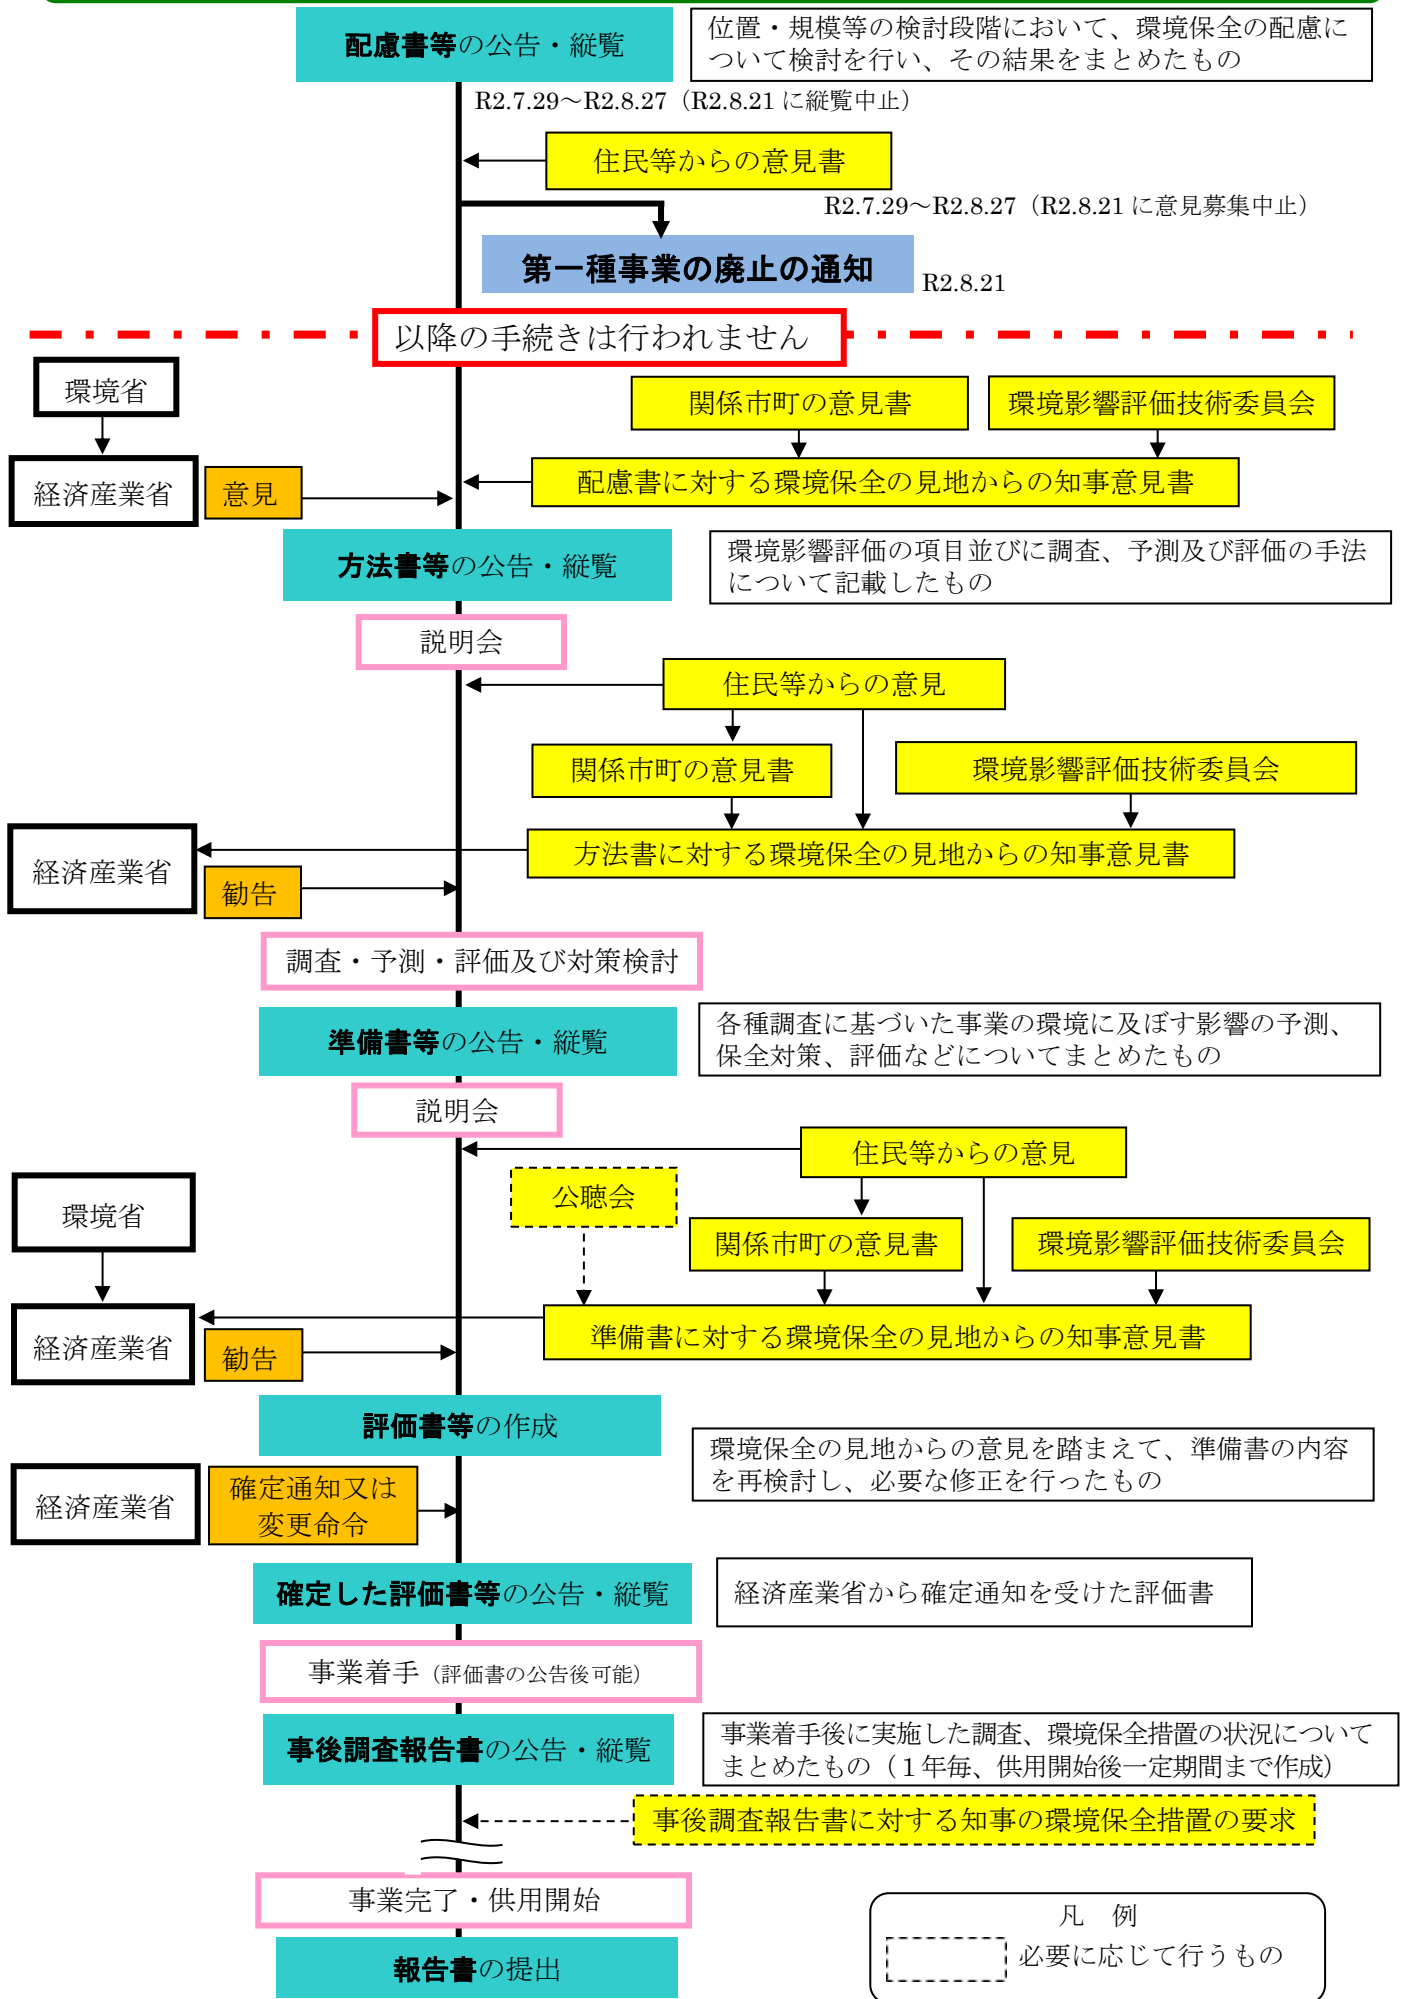 配慮書等の公告・縦覧
位置・規模等の検討段階において、環境保全の配慮に
ついて検討を行い、その結果をまとめたもの
R2.7.29～R2.8.27（R2.8.21 に縦覧中止）
住民等からの意見書
R2.7.29～R2.8.27（R2.8.21 に意見募集中止）
第一種事業の廃止の通知
R2.8.21
以降の手続きは行われません
環境省
関係市町の意見書
環境影響評価技術委員会
経済産業省
意見
配慮書に対する環境保全の見地からの知事意見書
方法書等の公告・縦覧
環境影響評価の項目並びに調査、予測及び評価の手法
について記載したもの
説明会
住民等からの意見
関係市町の意見書
環境影響評価技術委員会
方法書に対する環境保全の見地からの知事意見書
経済産業省
勧告
調査・予測・評価及び対策検討
準備書等の公告・縦覧
各種調査に基づいた事業の環境に及ぼす影響の予測、
保全対策、評価などについてまとめたもの
説明会
住民等からの意見
公聴会
環境省
関係市町の意見書
環境影響評価技術委員会
準備書に対する環境保全の見地からの知事意見書
経済産業省
勧告
評価書等の作成
環境保全の見地からの意見を踏まえて、準備書の内容
を再検討し、必要な修正を行ったもの
経済産業省
確定通知又は
変更命令
確定した評価書等の公告・縦覧
経済産業省から確定通知を受けた評価書
事業着手（評価書の公告後可能）
事後調査報告書の公告・縦覧
事業着手後に実施した調査、環境保全措置の状況について
まとめたもの（１年毎、供用開始後一定期間まで作成）
事後調査報告書に対する知事の環境保全措置の要求
事業完了・供用開始
凡　例
必要に応じて行うもの
報告書の提出